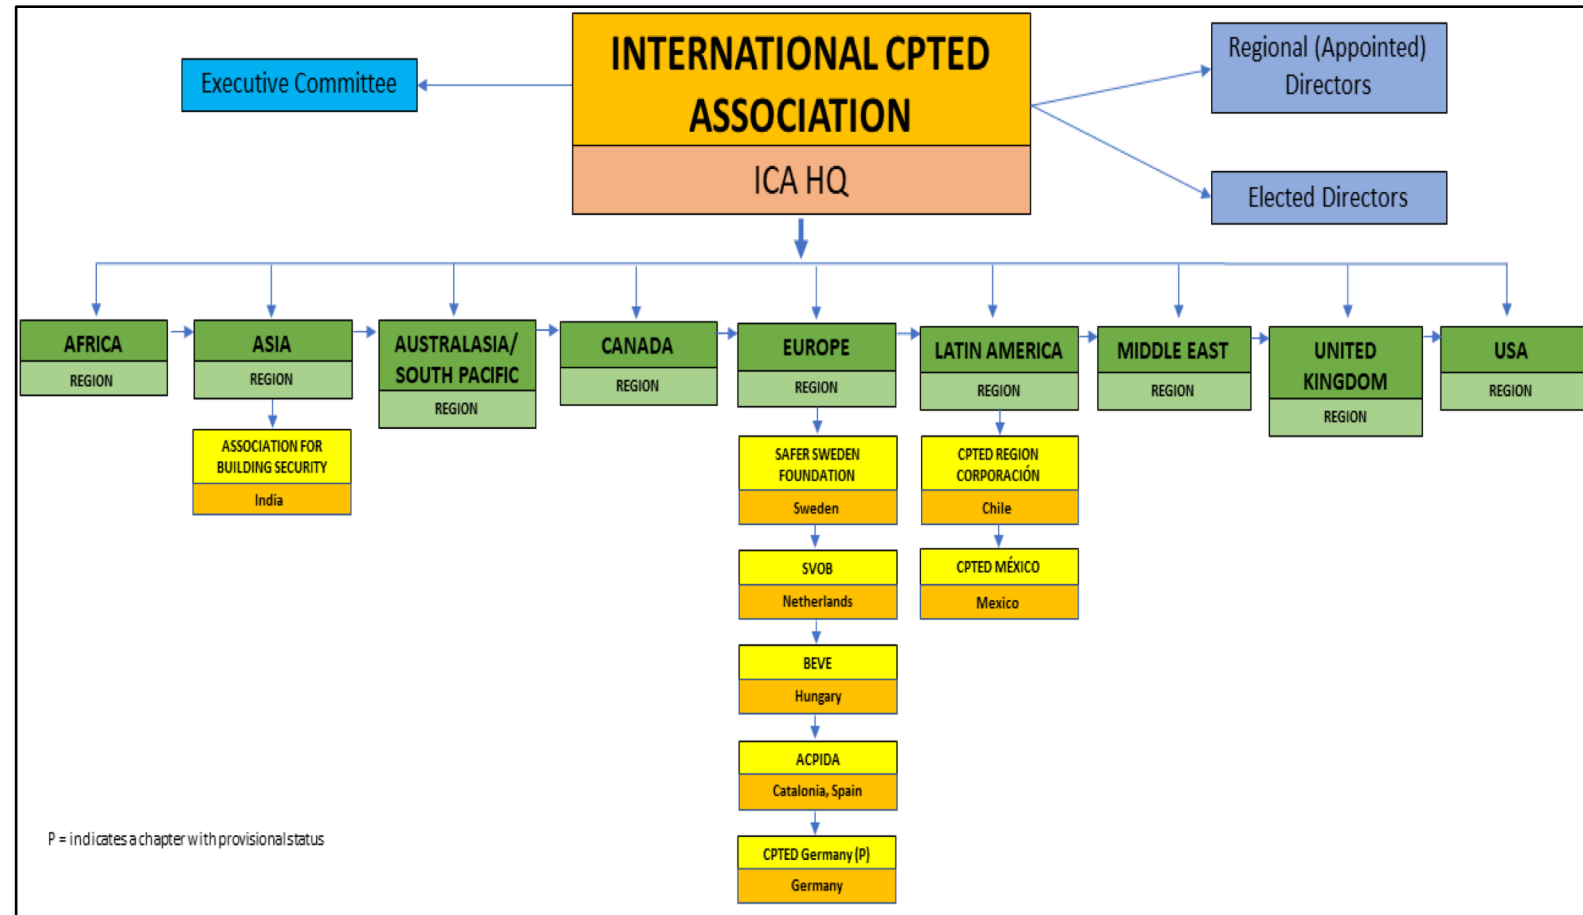 INTERNATIONAL CPTED
ASSOCIATION
ICA HQ
Executive Committee
Regional (Appointed)
Directors
Elected Directors
AFRICA
REGION
ASIA
REGION
AUSTRALASIA/
SOUTH PACIFIC
REGION
CANADA
REGION
EUROPE
REGION
LATIN AMERICA
REGION
MIDDLE EAST
REGION
UNITED
KINGDOM
REGION
USA
REGION
ASSOCIATION FOR
BUILDING SECURITY
India
SAFER SWEDEN
FOUNDATION
Sweden
SVOB
Netherlands
BEVE
Hungary
ACPIDA
Catalonia, Spain
CPTED Germany (P)
Germany
CPTED REGION
CORPORACIÓN
Chile
CPTED MÉXICO
Mexico
P = indicates a chapter with provisional status